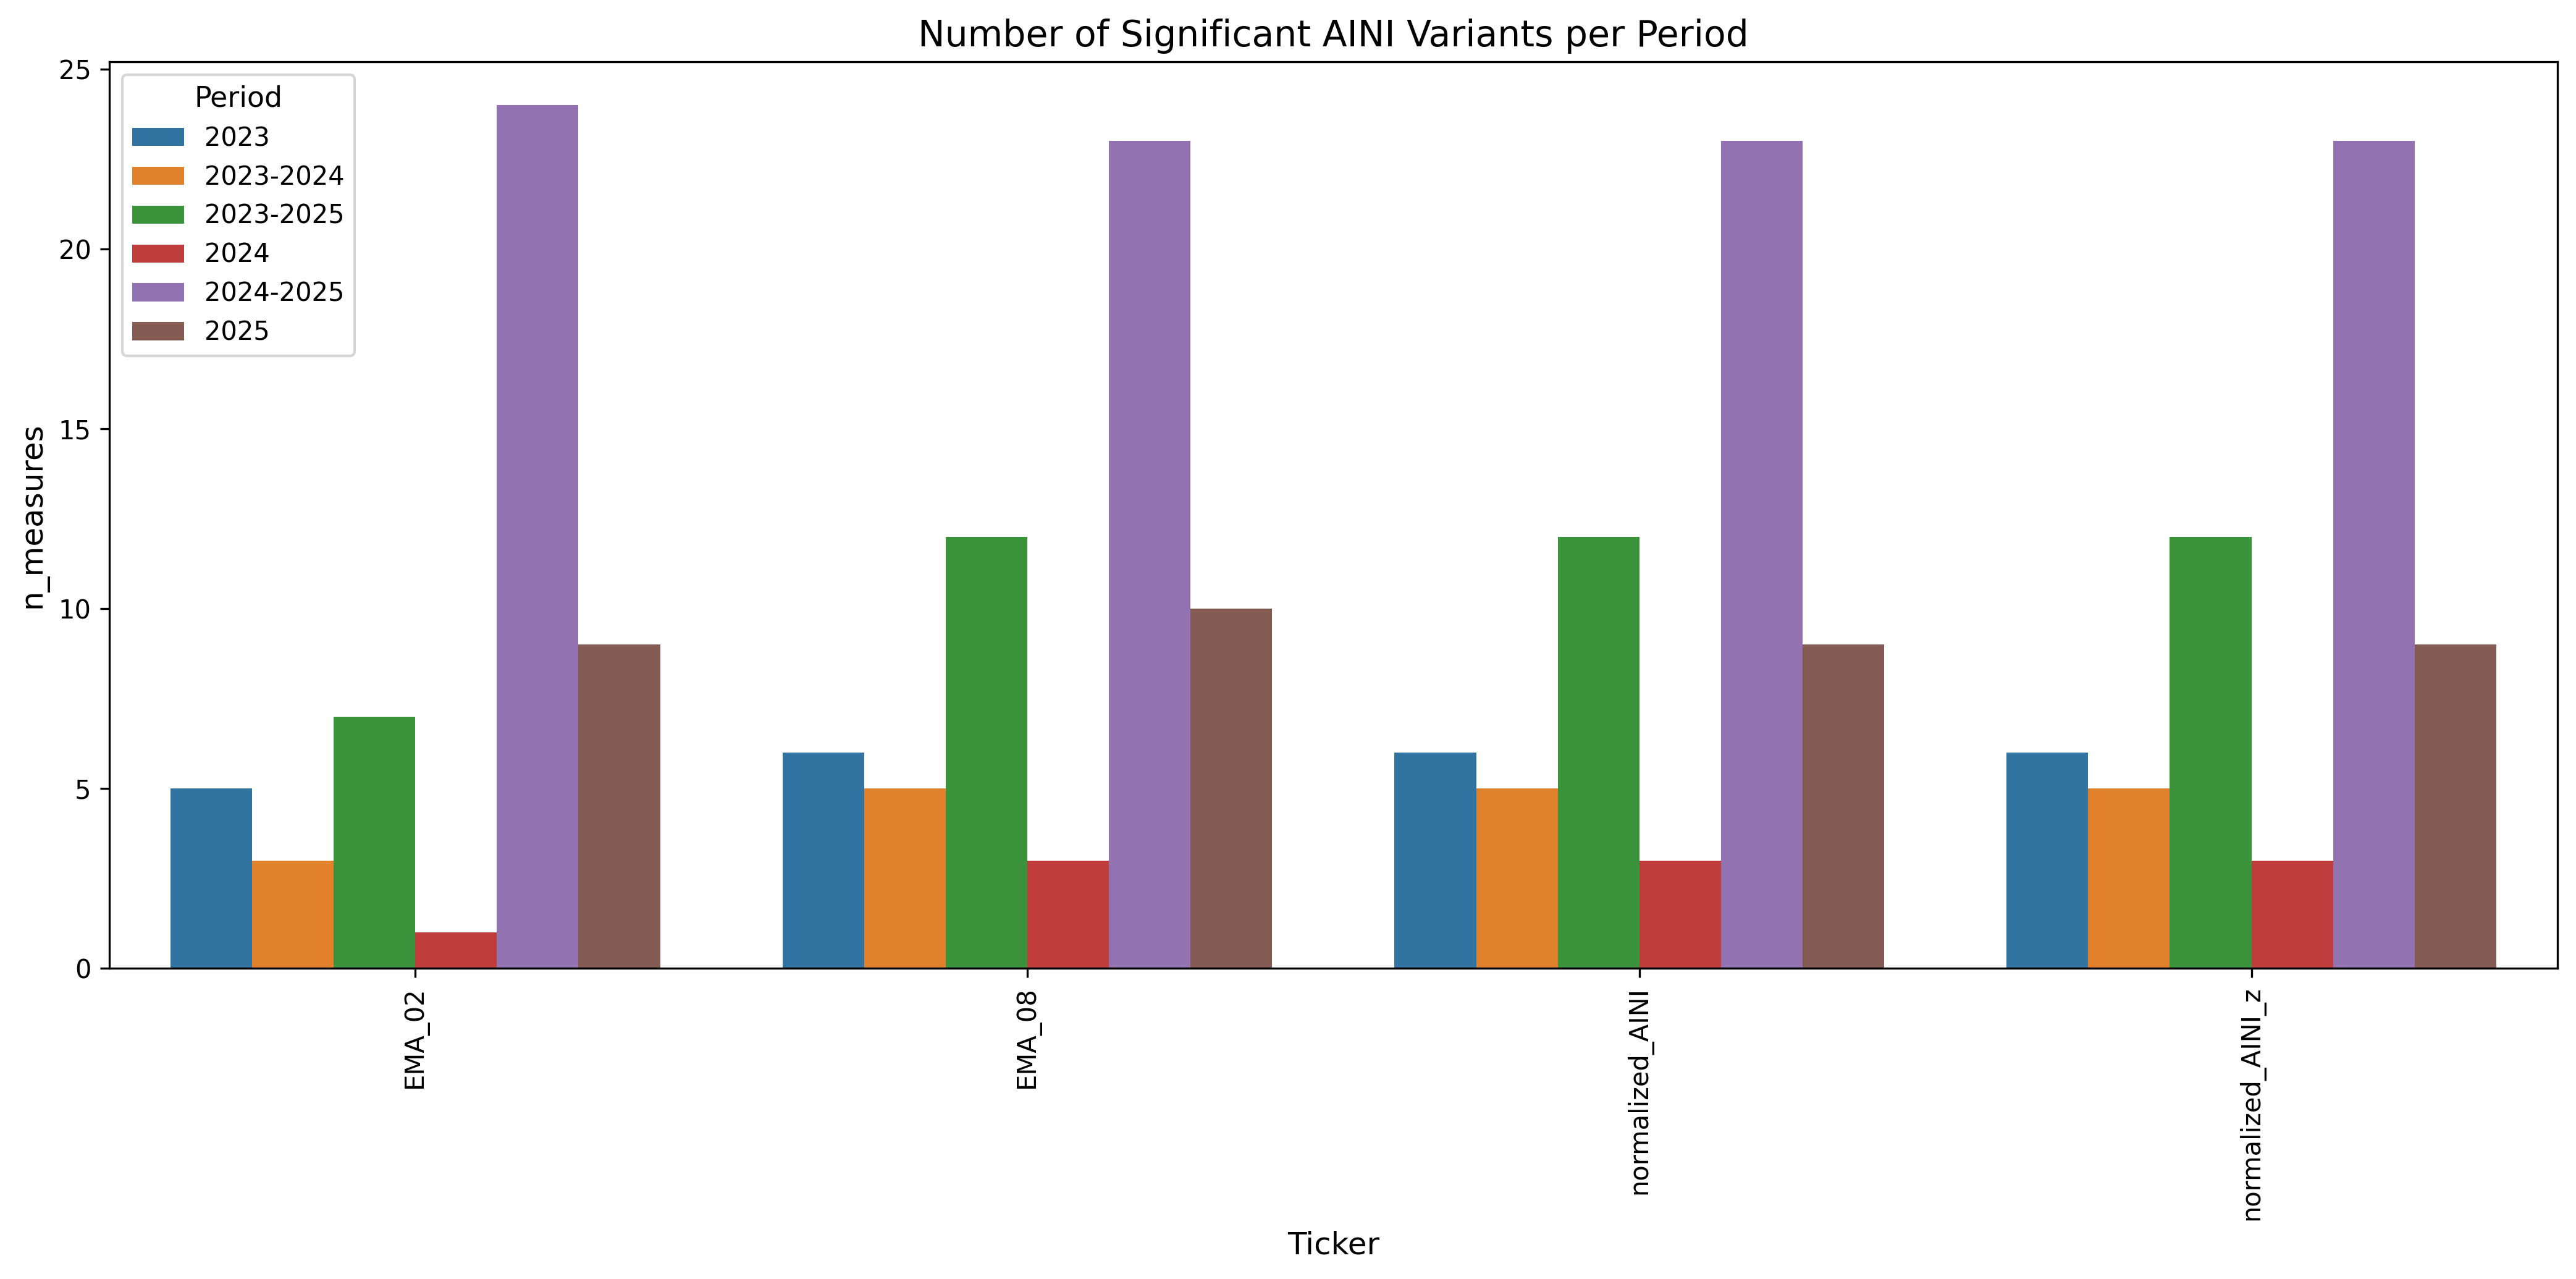 Number of Significant AINI Variants per Period
n_measures
25
20
15
10
5
0
Period
2023
2023-2024
2023-2025
2024
2024-2025
2025
EMA_02
EMA_08
normalized_AINI
normalized_AINI_z
Ticker